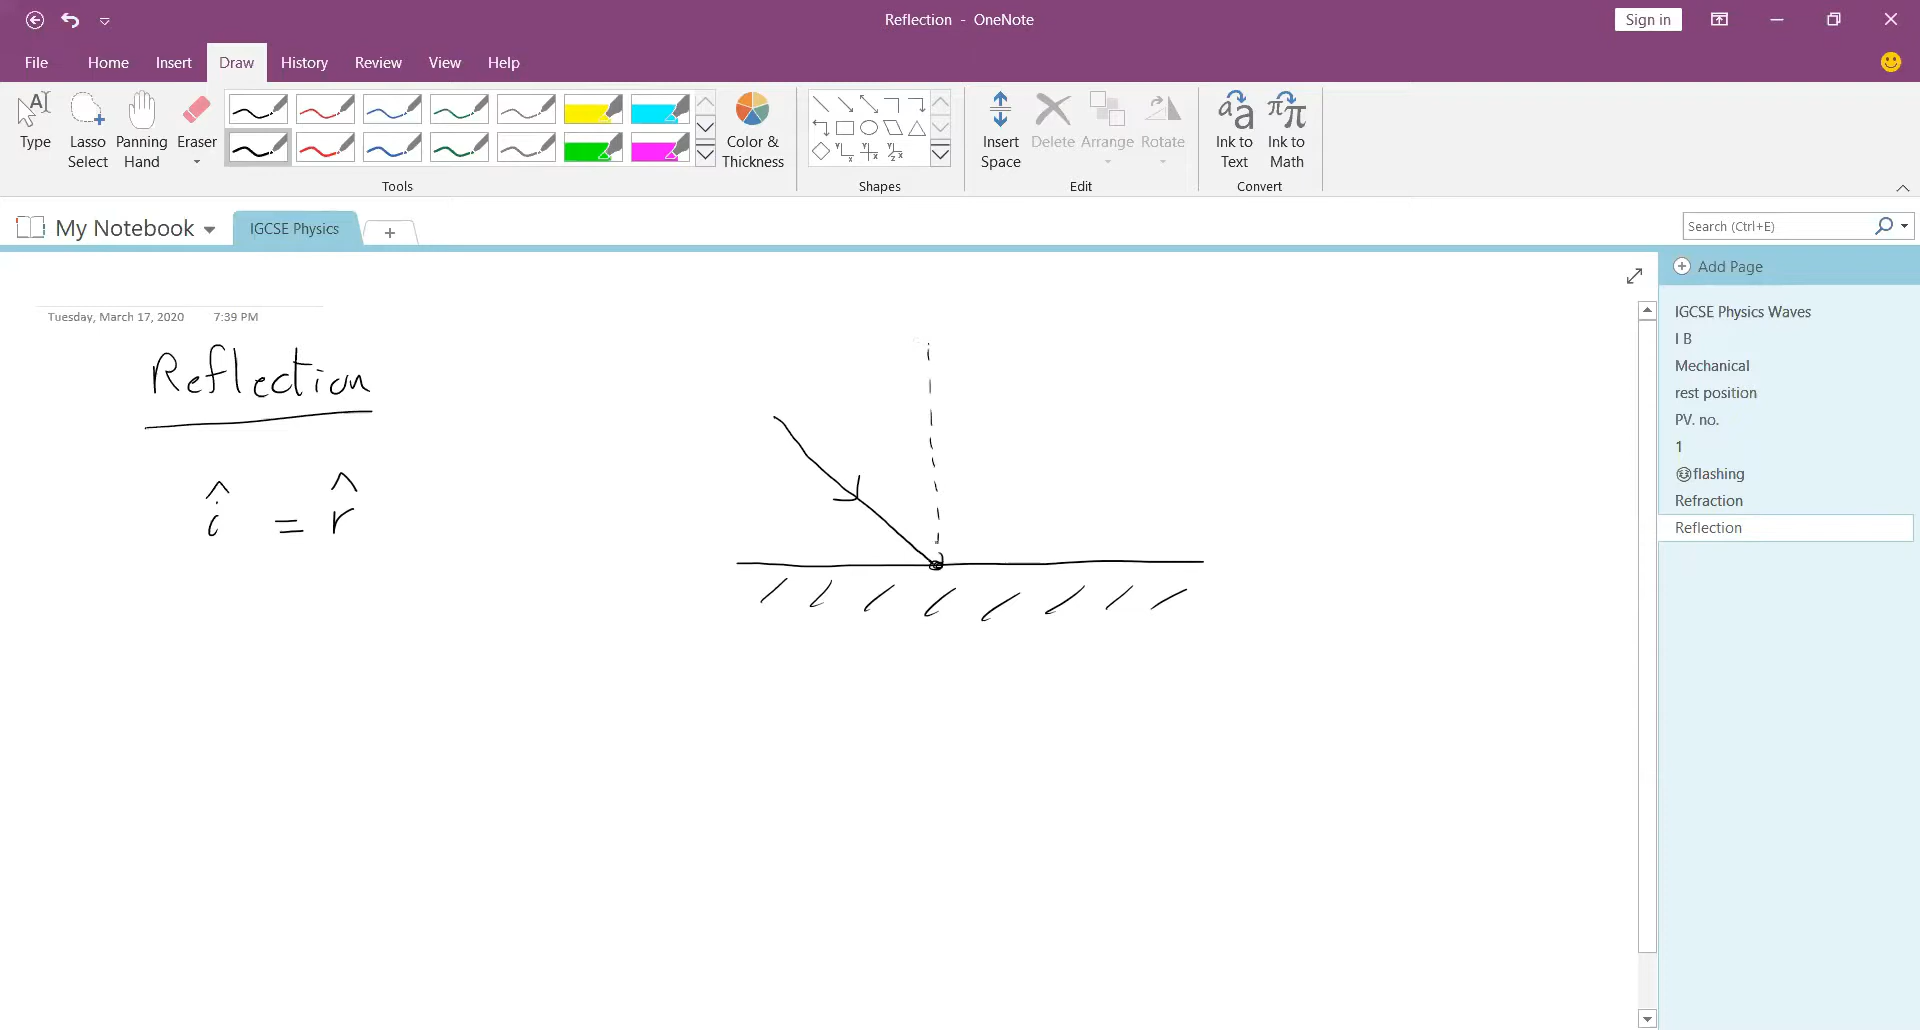 Reflection - OneNote
Sign in
File Home Insert Draw History Review View Help
Type
Lasso Select
Panning Hand
Eraser
Color & Thickness
Insert Space
Delete
Arrange
Rotate
Ink to Text
Ink to Math
Tools
Shapes
Edit
Convert
My Notebook
IGCSE Physics
Search (Ctrl+E)
Add Page
Tuesday, March 17, 2020 7:39 PM
Reflection
î = r̂
IGCSE Physics Waves
I B
Mechanical
rest position
PV. no.
1
flashing
Refraction
Reflection